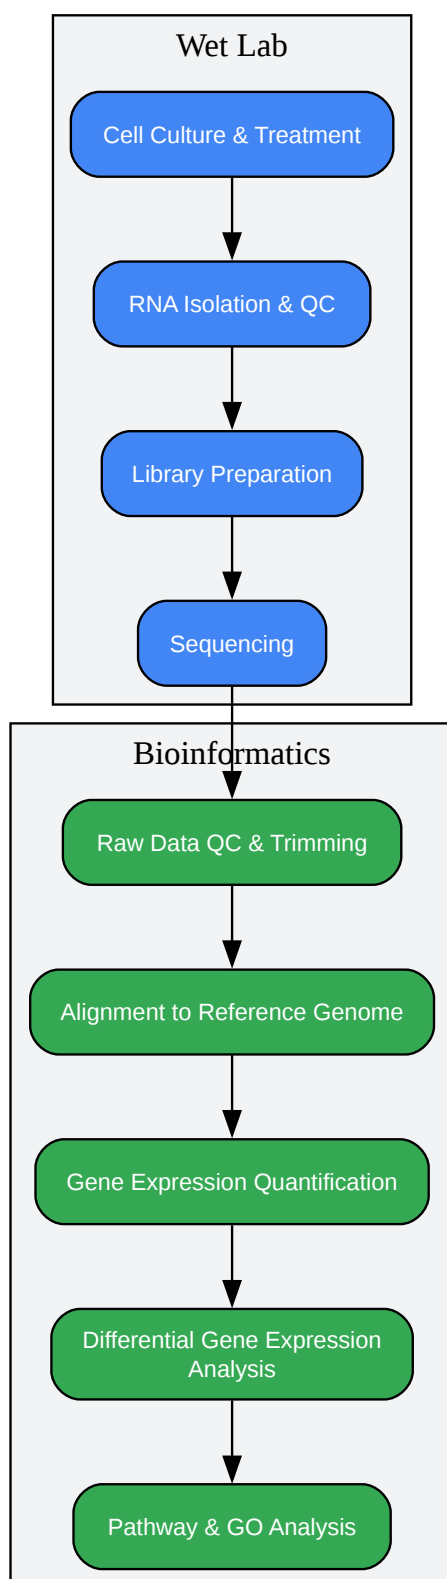 Wet Lab
Cell Culture & Treatment
RNA Isolation & QC
Library Preparation
Sequencing
Bioinformatics
Raw Data QC & Trimming
Alignment to Reference Genome
Gene Expression Quantification
Differential Gene Expression
Analysis
Pathway & GO Analysis